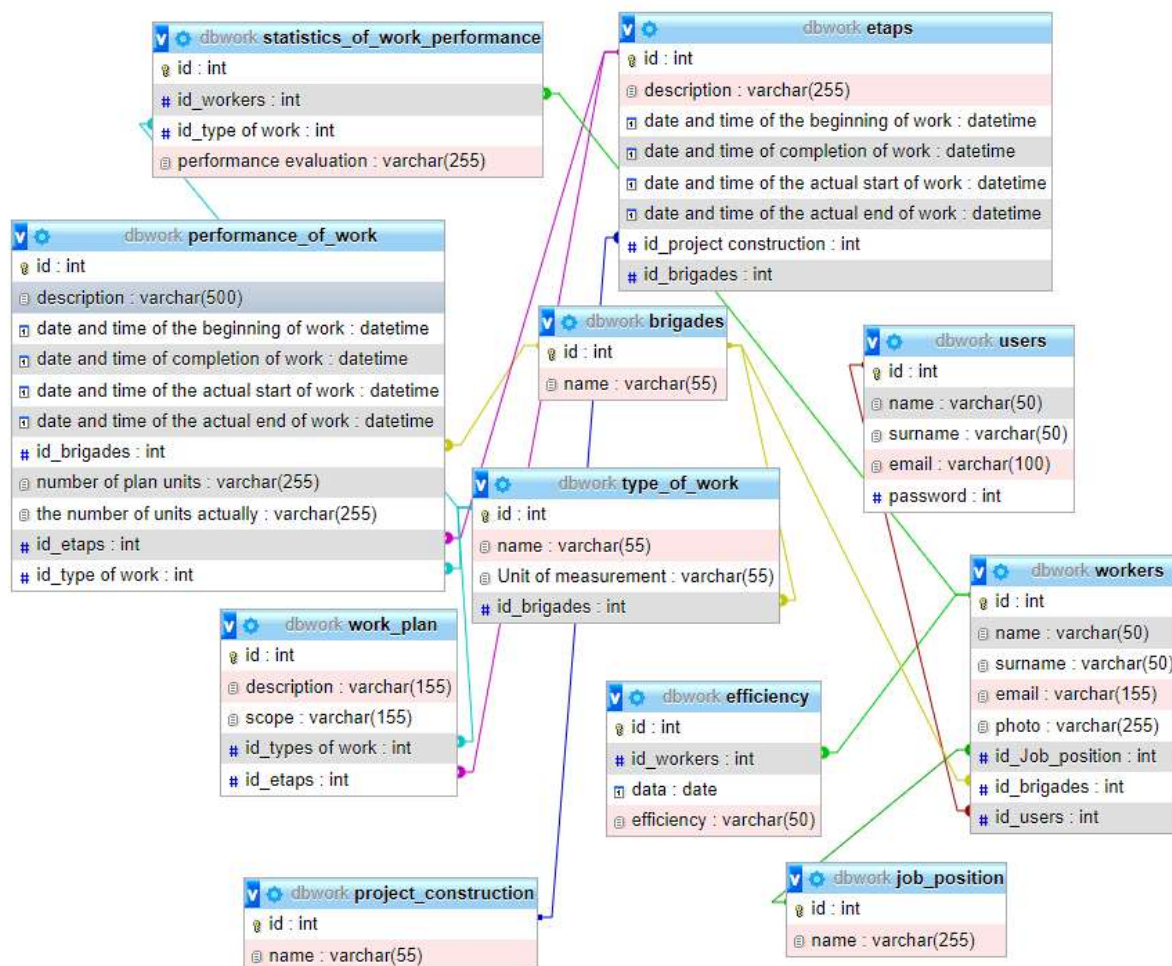 dbwork statistics_of_work_performance
id : int
id_workers : int
id_type of work : int
performance evaluation : varchar(255)
dbwork etaps
id : int
description : varchar(255)
date and time of the beginning of work : datetime
date and time of completion of work : datetime
date and time of the actual start of work : datetime
date and time of the actual end of work : datetime
id_project construction : int
id_brigades : int
dbwork performance_of_work
id : int
description : varchar(500)
date and time of the beginning of work : datetime
date and time of completion of work : datetime
date and time of the actual start of work : datetime
date and time of the actual end of work : datetime
id_brigades : int
number of plan units : varchar(255)
the number of units actually : varchar(255)
id_etaps : int
id_type of work : int
dbwork brigades
id : int
name : varchar(55)
dbwork users
id : int
name : varchar(50)
surname : varchar(50)
email : varchar(100)
password : int
dbwork type_of_work
id : int
name : varchar(55)
Unit of measurement : varchar(55)
id_brigades : int
dbwork workers
id : int
name : varchar(50)
surname : varchar(50)
email : varchar(155)
photo : varchar(255)
id_Job_position : int
id_brigades : int
id_users : int
dbwork work_plan
id : int
description : varchar(155)
scope : varchar(155)
id_types of work : int
id_etaps : int
dbwork efficiency
id : int
id_workers : int
data : date
efficiency : varchar(50)
dbwork project_construction
id : int
name : varchar(55)
dbwork job_position
id : int
name : varchar(255)